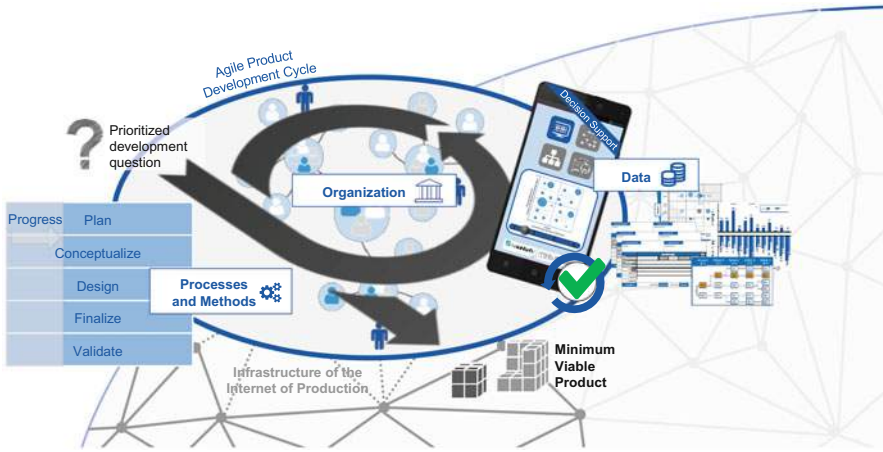 Agile Product
Development Cycle
Prioritized
development
question
Decision Support
Organization
Data
Progress
Plan
Conceptualize
Design
Finalize
Validate
Processes
and Methods
Infrastructure of the
Internet of Production
Minimum
Viable
Product